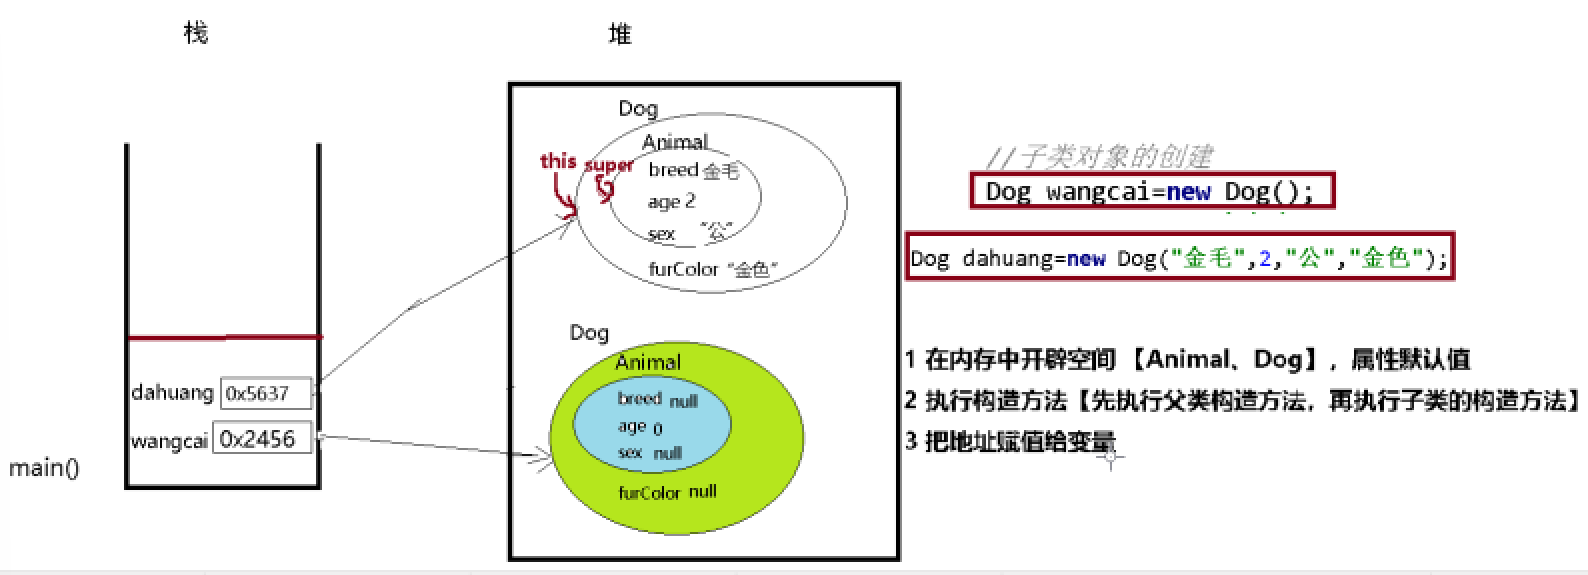 栈
堆
Dog
Animal
this super
breed 金毛
age 2
sex "公"
furColor "金色"
//子类对象的创建
Dog wangcai=new Dog();
Dog dahuang=new Dog("金毛",2,"公","金色");
Dog
Animal
breed null
age 0
sex null
furColor null
dahuang 0x5637
wangcai 0x2456
main()
1 在内存中开辟空间 【Animal、Dog】，属性默认值
2 执行构造方法【先执行父类构造方法，再执行子类的构造方法】
3 把地址赋值给变量